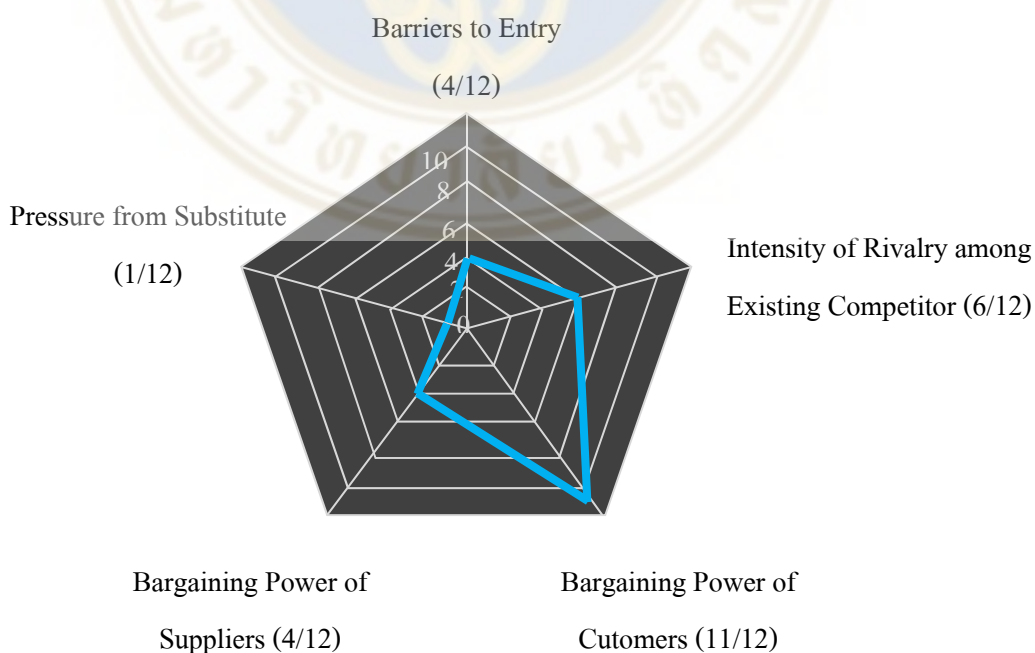 Barriers to Entry
(4/12)
10
8
6
4
2
0
Pressure from Substitute
(1/12)
Intensity of Rivalry among
Existing Competitor (6/12)
Bargaining Power of
Suppliers (4/12)
Bargaining Power of
Cutomers (11/12)